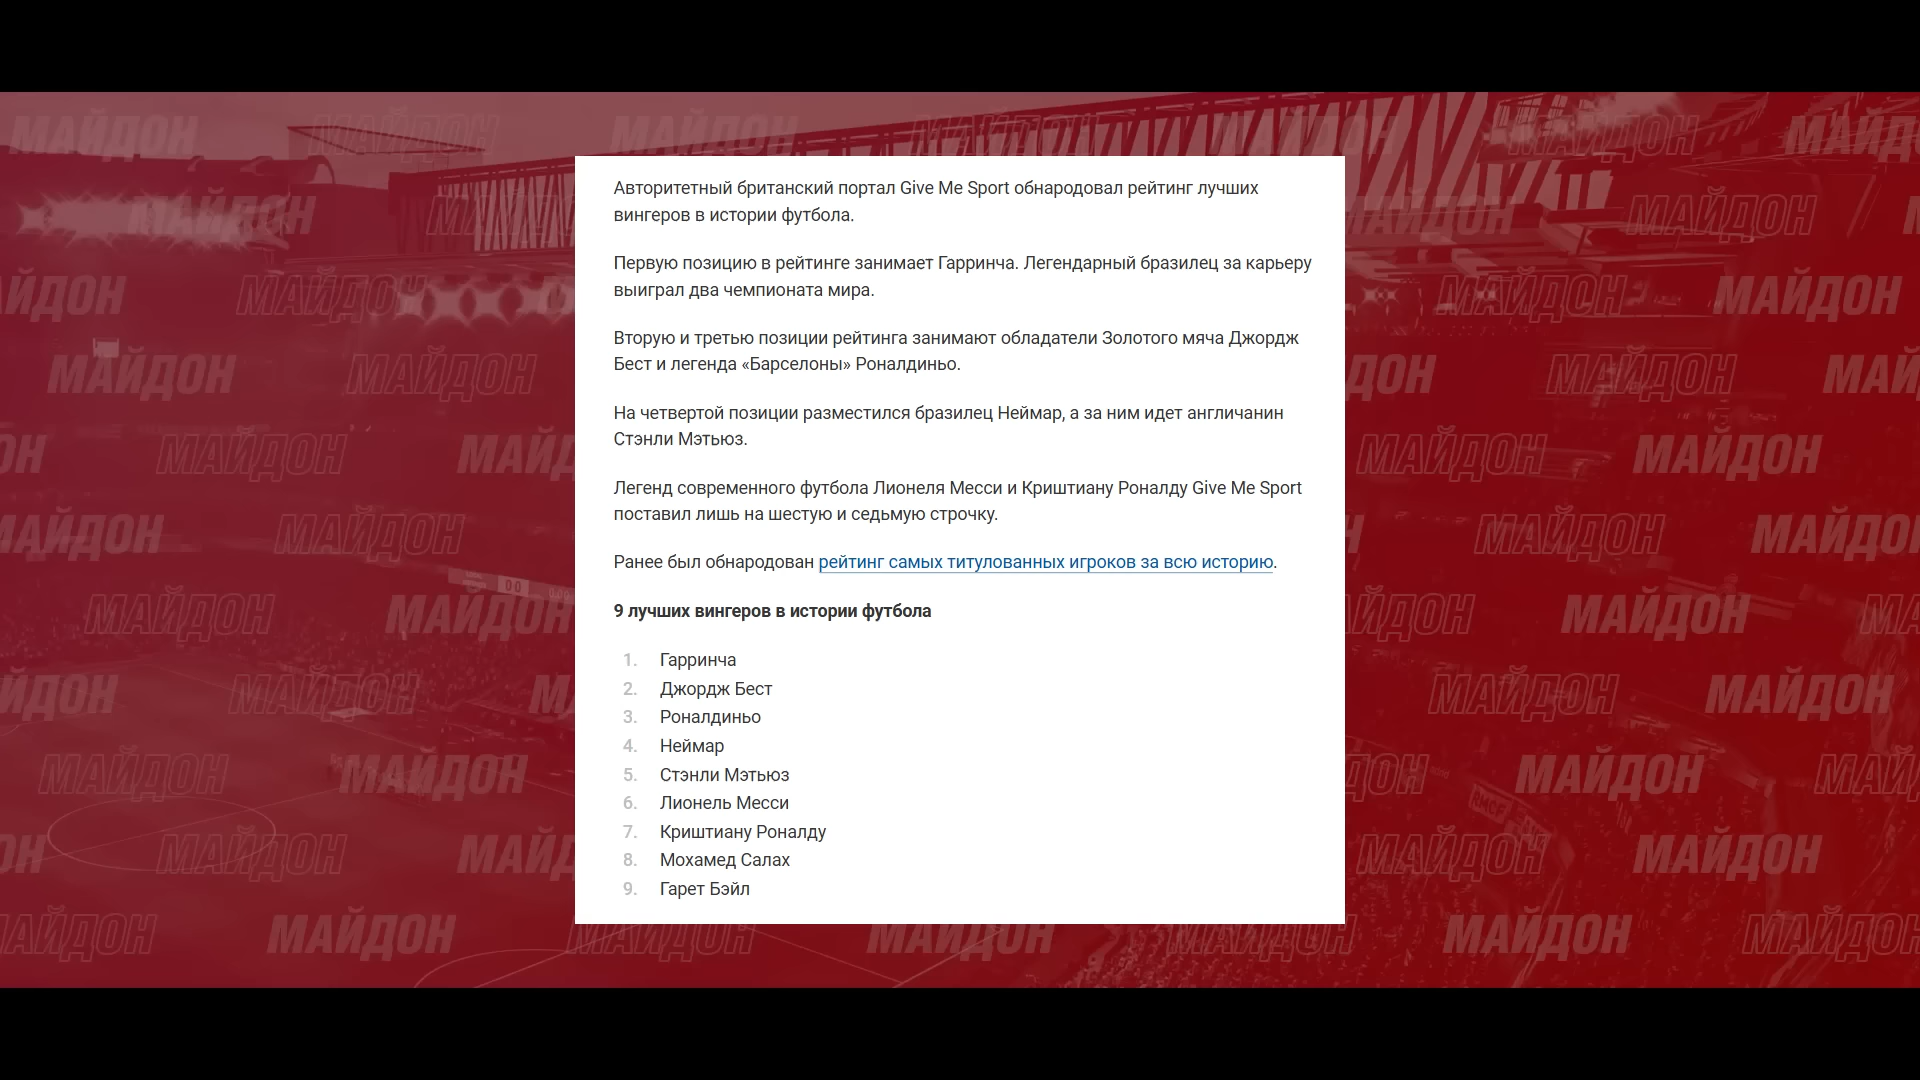 Авторитетный британский портал Give Me Sport обнародовал рейтинг лучших
вингеров в истории футбола.
Первую позицию в рейтинге занимает Гарринча. Легендарный бразилец за карьеру
выиграл два чемпионата мира.
Вторую и третью позиции рейтинга занимают обладатели Золотого мяча Джордж
Бест и легенда «Барселоны» Роналдиньо.
На четвертой позиции разместился бразилец Неймар, а за ним идет англичанин
Стэнли Мэтьюз.
Легенд современного футбола Лионеля Месси и Криштиану Роналду Give Me Sport
поставил лишь на шестую и седьмую строчку.
Ранее был обнародован рейтинг самых титулованных игроков за всю историю.
9 лучших вингеров в истории футбола
1. Гарринча
2. Джордж Бест
3. Роналдиньо
4. Неймар
5. Стэнли Мэтьюз
6. Лионель Месси
7. Криштиану Роналду
8. Мохамед Салах
9. Гарет Бэйл
МАЙДОН